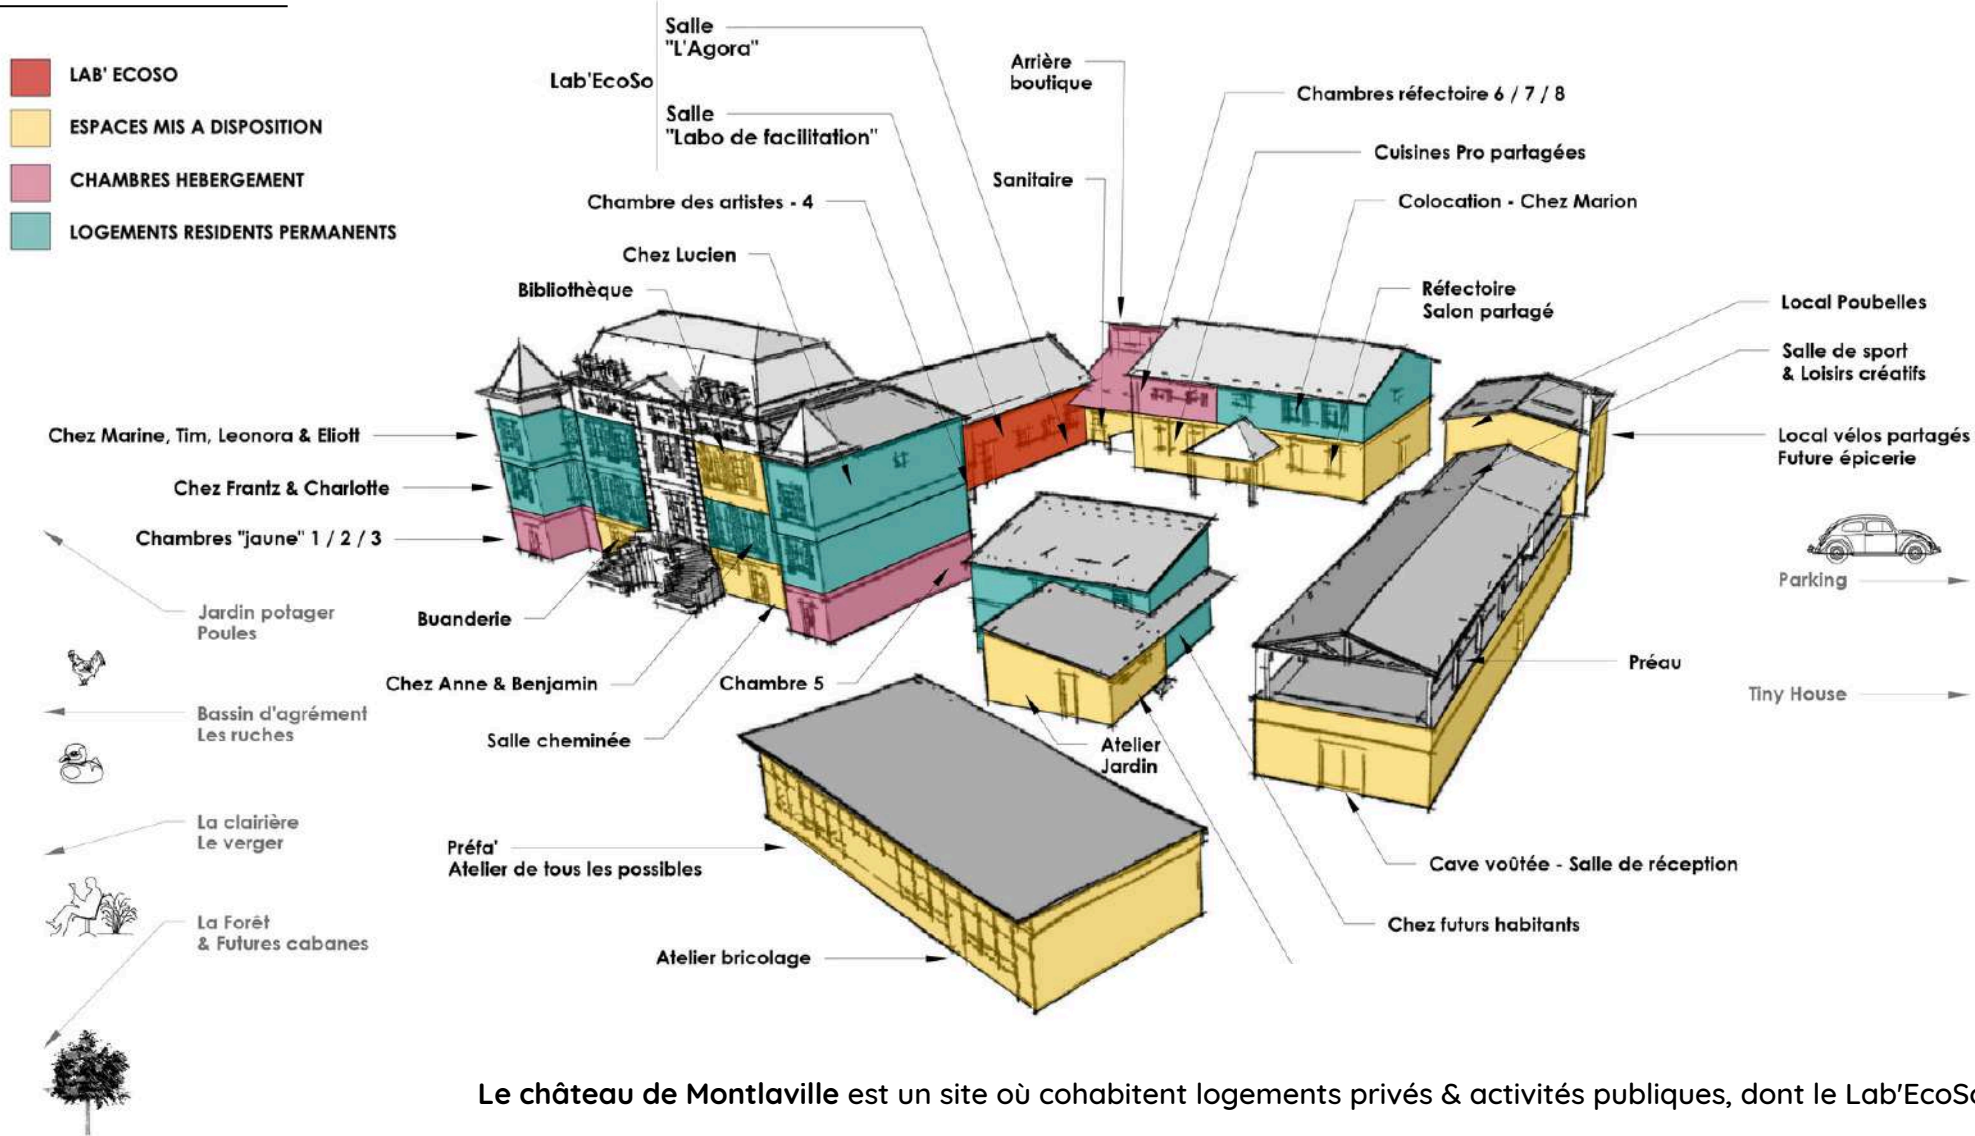 LAB' ECOSO
ESPACES MIS A DISPOSITION
CHAMBRES HEBERGEMENT
LOGEMENTS RESIDENTS PERMANENTS
Lab'EcoSo
Salle
"L'Agora"
Salle
"Labo de facilitation"
Chambre des artistes - 4
Chez Lucien
Bibliothèque
Arrière
boutique
Sanitaire
Chambres réfectoire 6 / 7 / 8
Cuisines Pro partagées
Colocation - Chez Marion
Réfectoire
Salon partagé
Local Poubelles
Salle de sport
& Loisirs créatifs
Local vélos partagés
Future épicerie
Chez Marine, Tim, Leonora & Eliott
Chez Frantz & Charlotte
Chambres "jaune" 1 / 2 / 3
Jardin potager
Poules
Bassin d'agrément
Les ruches
La clairière
Le verger
La Forêt
& Futures cabanes
Buanderie
Chez Anne & Benjamin
Salle cheminée
Chambre 5
Préfa'
Atelier de tous les possibles
Atelier bricolage
Atelier
Jardin
Parking
Préau
Tiny House
Cave voûtée - Salle de réception
Chez futurs habitants
Le château de Montlaville est un site où cohabitent logements privés & activités publiques, dont le Lab'EcoSo